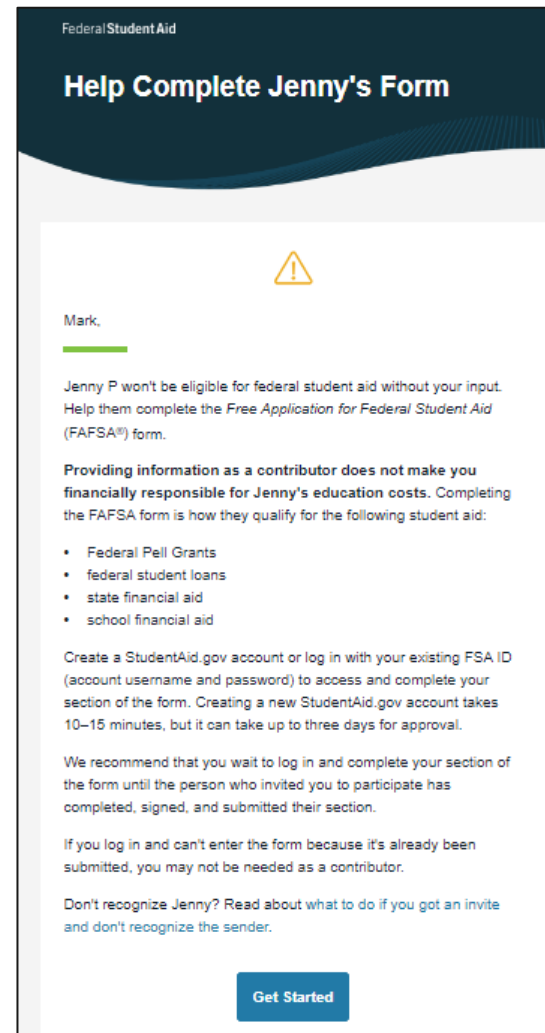 Federal Student Aid
Help Complete Jenny's Form
Mark,
Jenny P won't be eligible for federal student aid without your input.
Help them complete the Free Application for Federal Student Aid
(FAFSA®) form.
Providing information as a contributor does not make you
financially responsible for Jenny's education costs. Completing
the FAFSA form is how they qualify for the following student aid:
• Federal Pell Grants
• federal student loans
• state financial aid
• school financial aid
Create a StudentAid.gov account or log in with your existing FSA ID
(account username and password) to access and complete your
section of the form. Creating a new StudentAid.gov account takes
10–15 minutes, but it can take up to three days for approval.
We recommend that you wait to log in and complete your section of
the form until the person who invited you to participate has
completed, signed, and submitted their section.
If you log in and can't enter the form because it's already been
submitted, you may not be needed as a contributor.
Don't recognize Jenny? Read about what to do if you got an invite
and don't recognize the sender.
Get Started